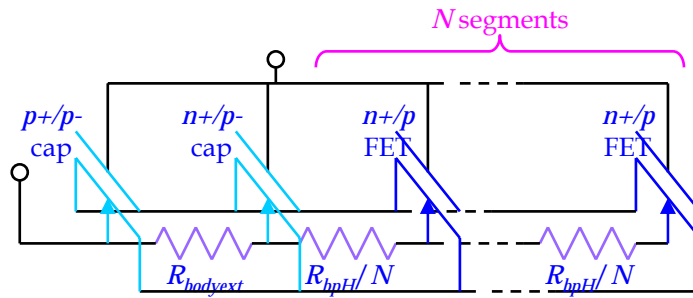 N segments
p+/p-
cap
n+/p-
cap
n+/p
FET
n+/p
FET
R_bodyext
R_bpH/N
R_bpH/N